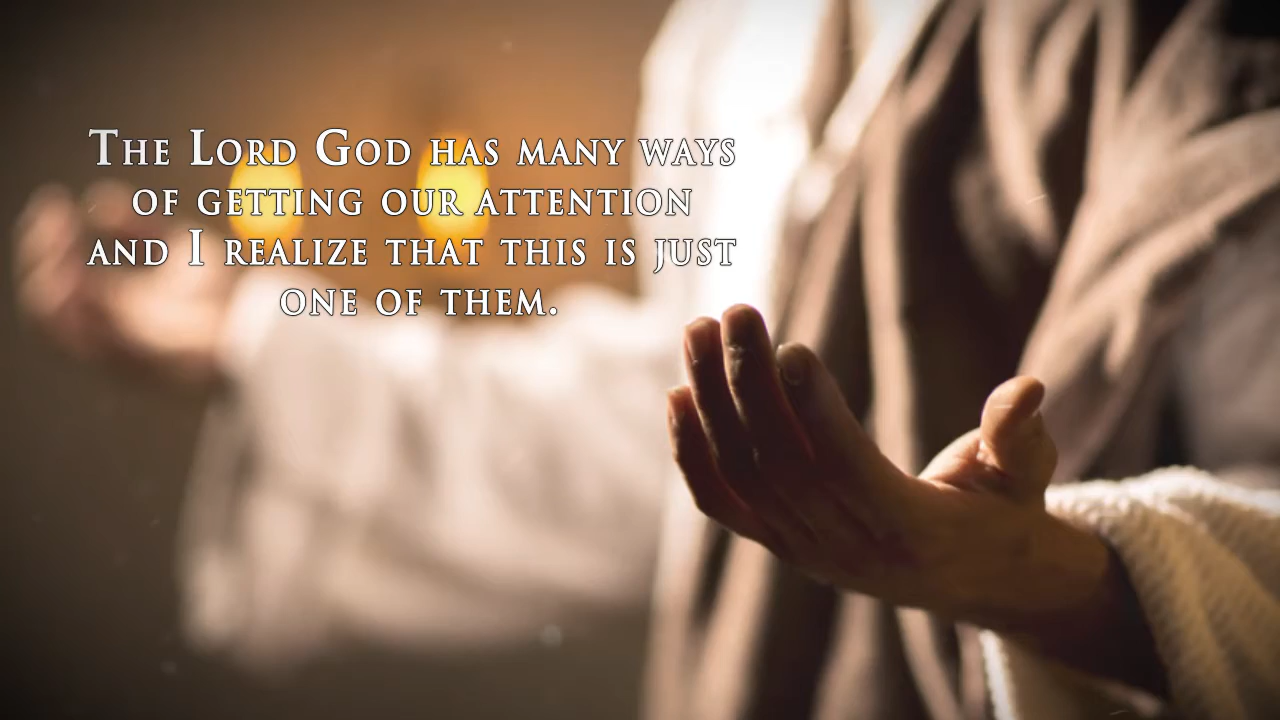 The Lord God has many ways
of getting our attention
and I realize that this is just
one of them.